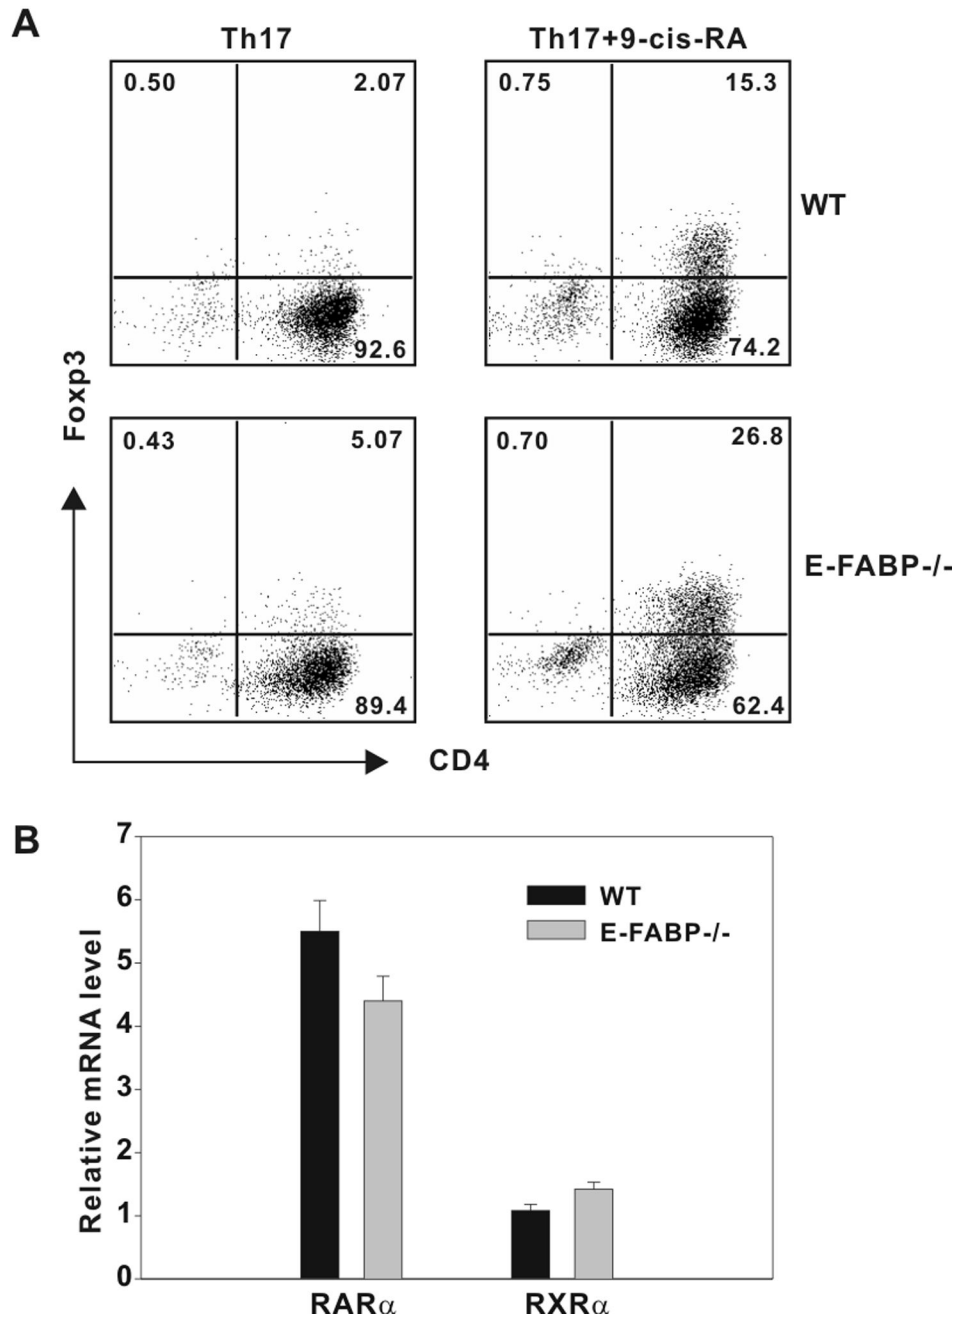 A
Th17
Th17+9-cis-RA
0.50
2.07
0.75
15.3
WT
92.6
74.2
Foxp3
0.43
5.07
0.70
26.8
E-FABP-/-
89.4
62.4
CD4
B
7
6
5
4
3
2
1
0
Relative mRNA level
WT
E-FABP-/-
RARα
RXRα